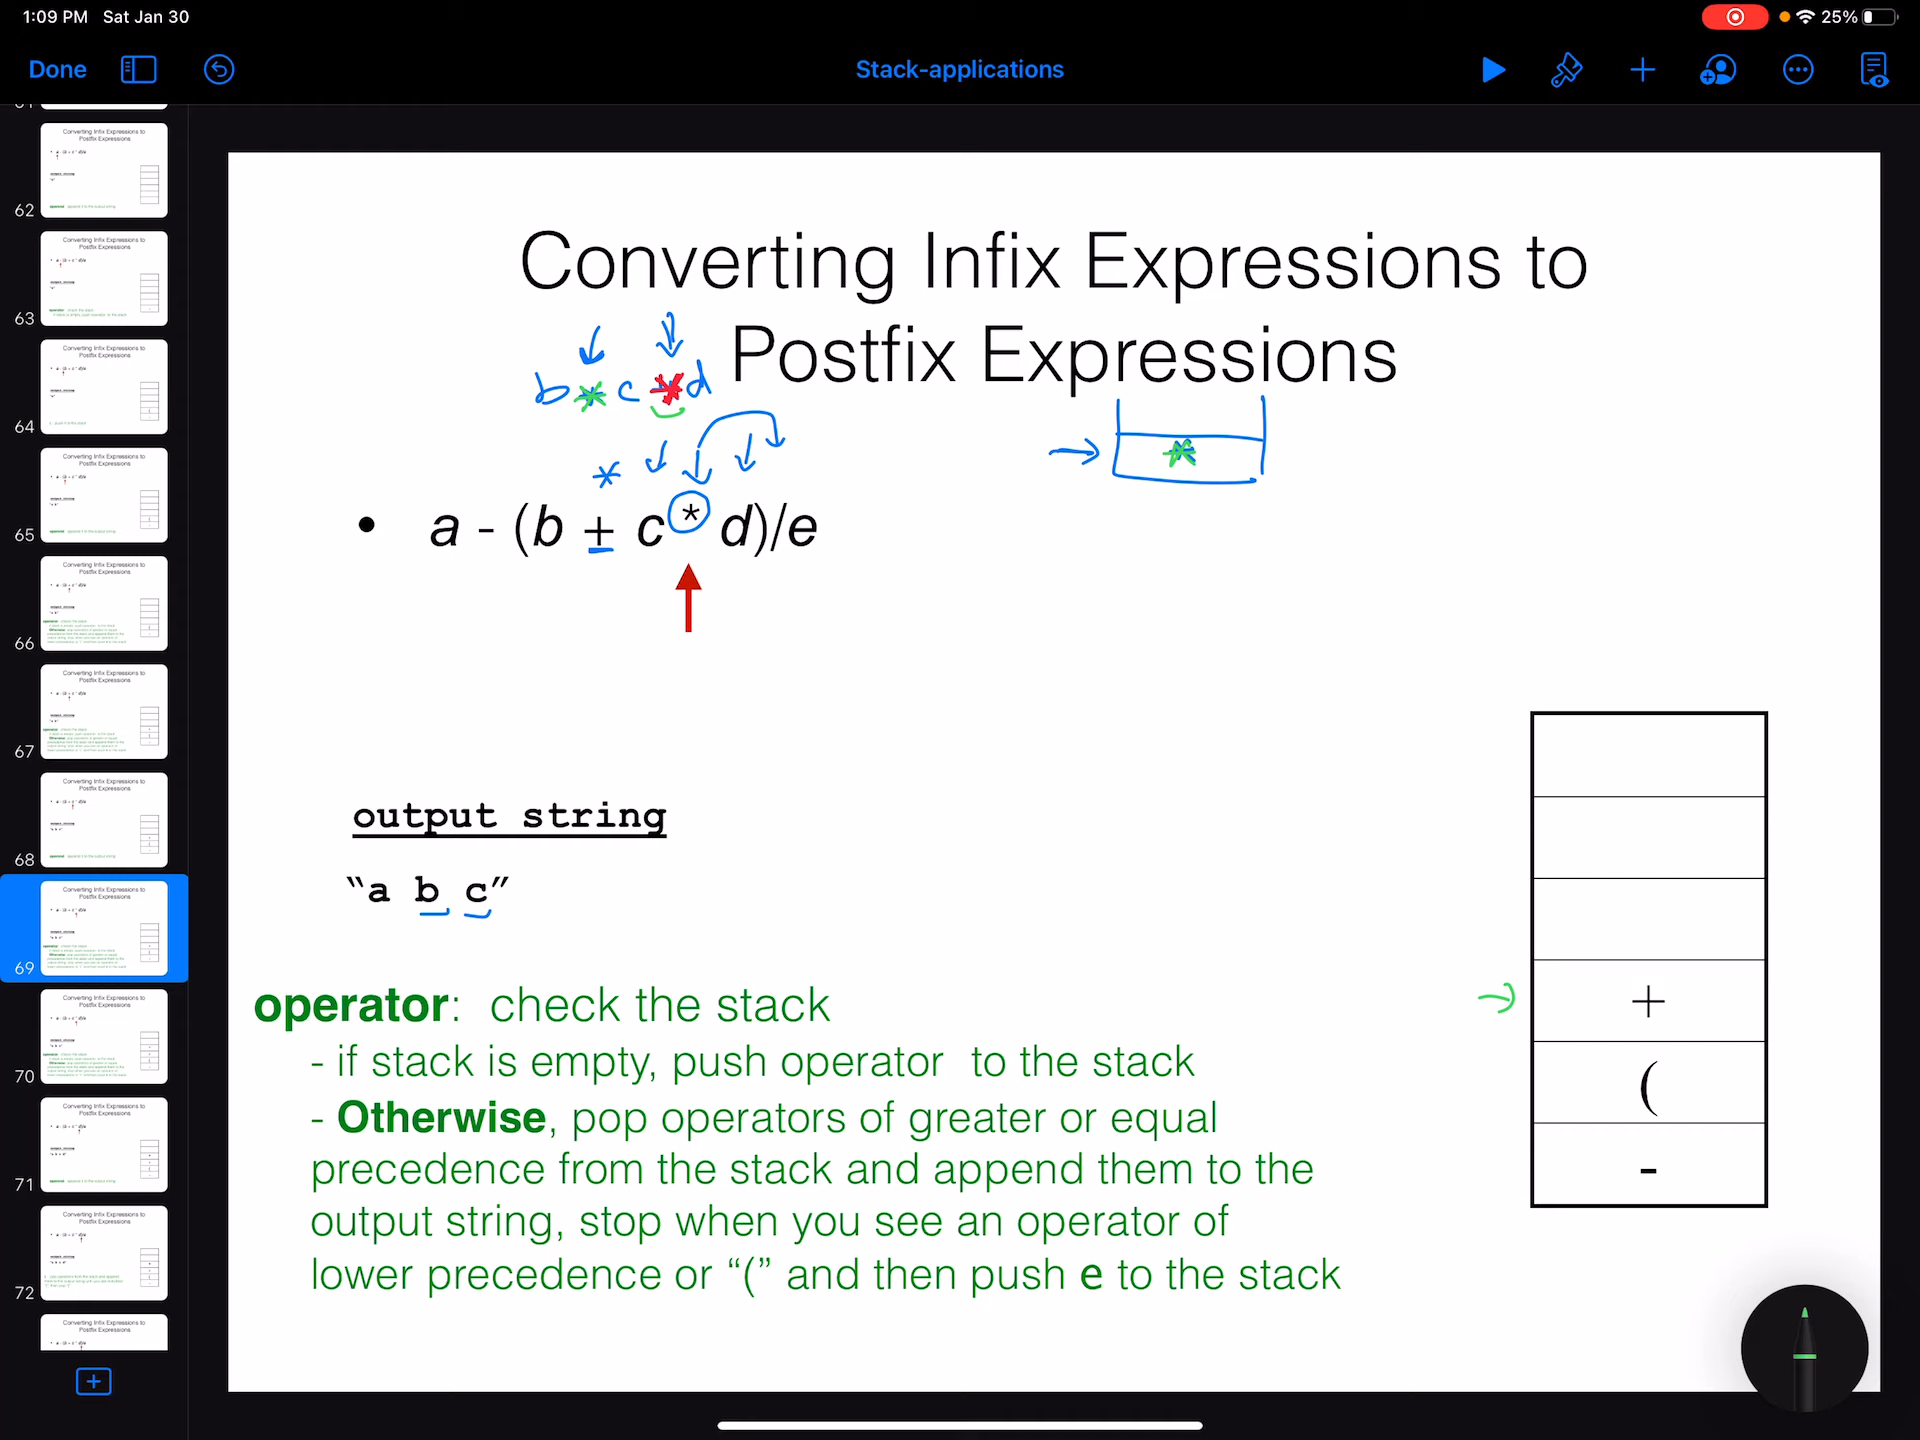 1:09 PM Sat Jan 30
25%
Done
Stack-applications
62
63
64
65
66
67
68
69
70
71
72
Converting Infix Expressions to
Postfix Expressions
b * c * d
*
*
• a - (b + c * d)/e
output string
“a b c”
operator: check the stack
- if stack is empty, push operator to the stack
- Otherwise, pop operators of greater or equal
precedence from the stack and append them to the
output string, stop when you see an operator of
lower precedence or “(” and then push e to the stack
+
(
-